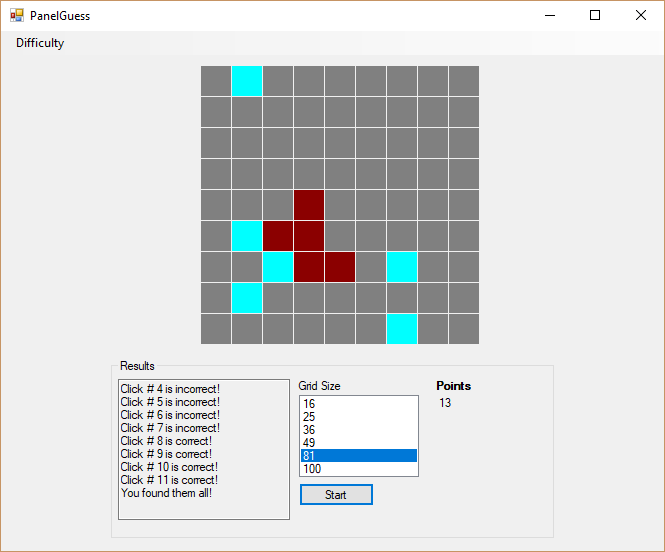 PanelGuess
Difficulty
Results
Click # 4 is incorrect!
Click # 5 is incorrect!
Click # 6 is incorrect!
Click # 7 is incorrect!
Click # 8 is correct!
Click # 9 is correct!
Click # 10 is correct!
Click # 11 is correct!
You found them all!
Grid Size
16
25
36
49
81
100
Start
Points
13